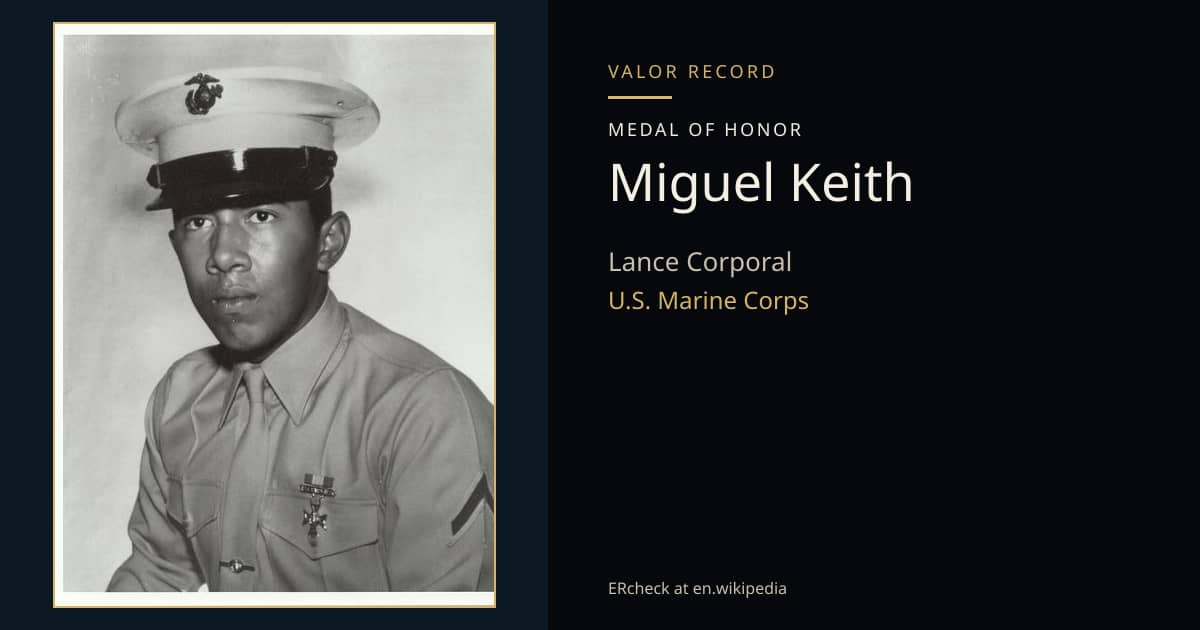 VALOR RECORD
MEDAL OF HONOR
Miguel Keith
Lance Corporal
U.S. Marine Corps
ERcheck at en.wikipedia